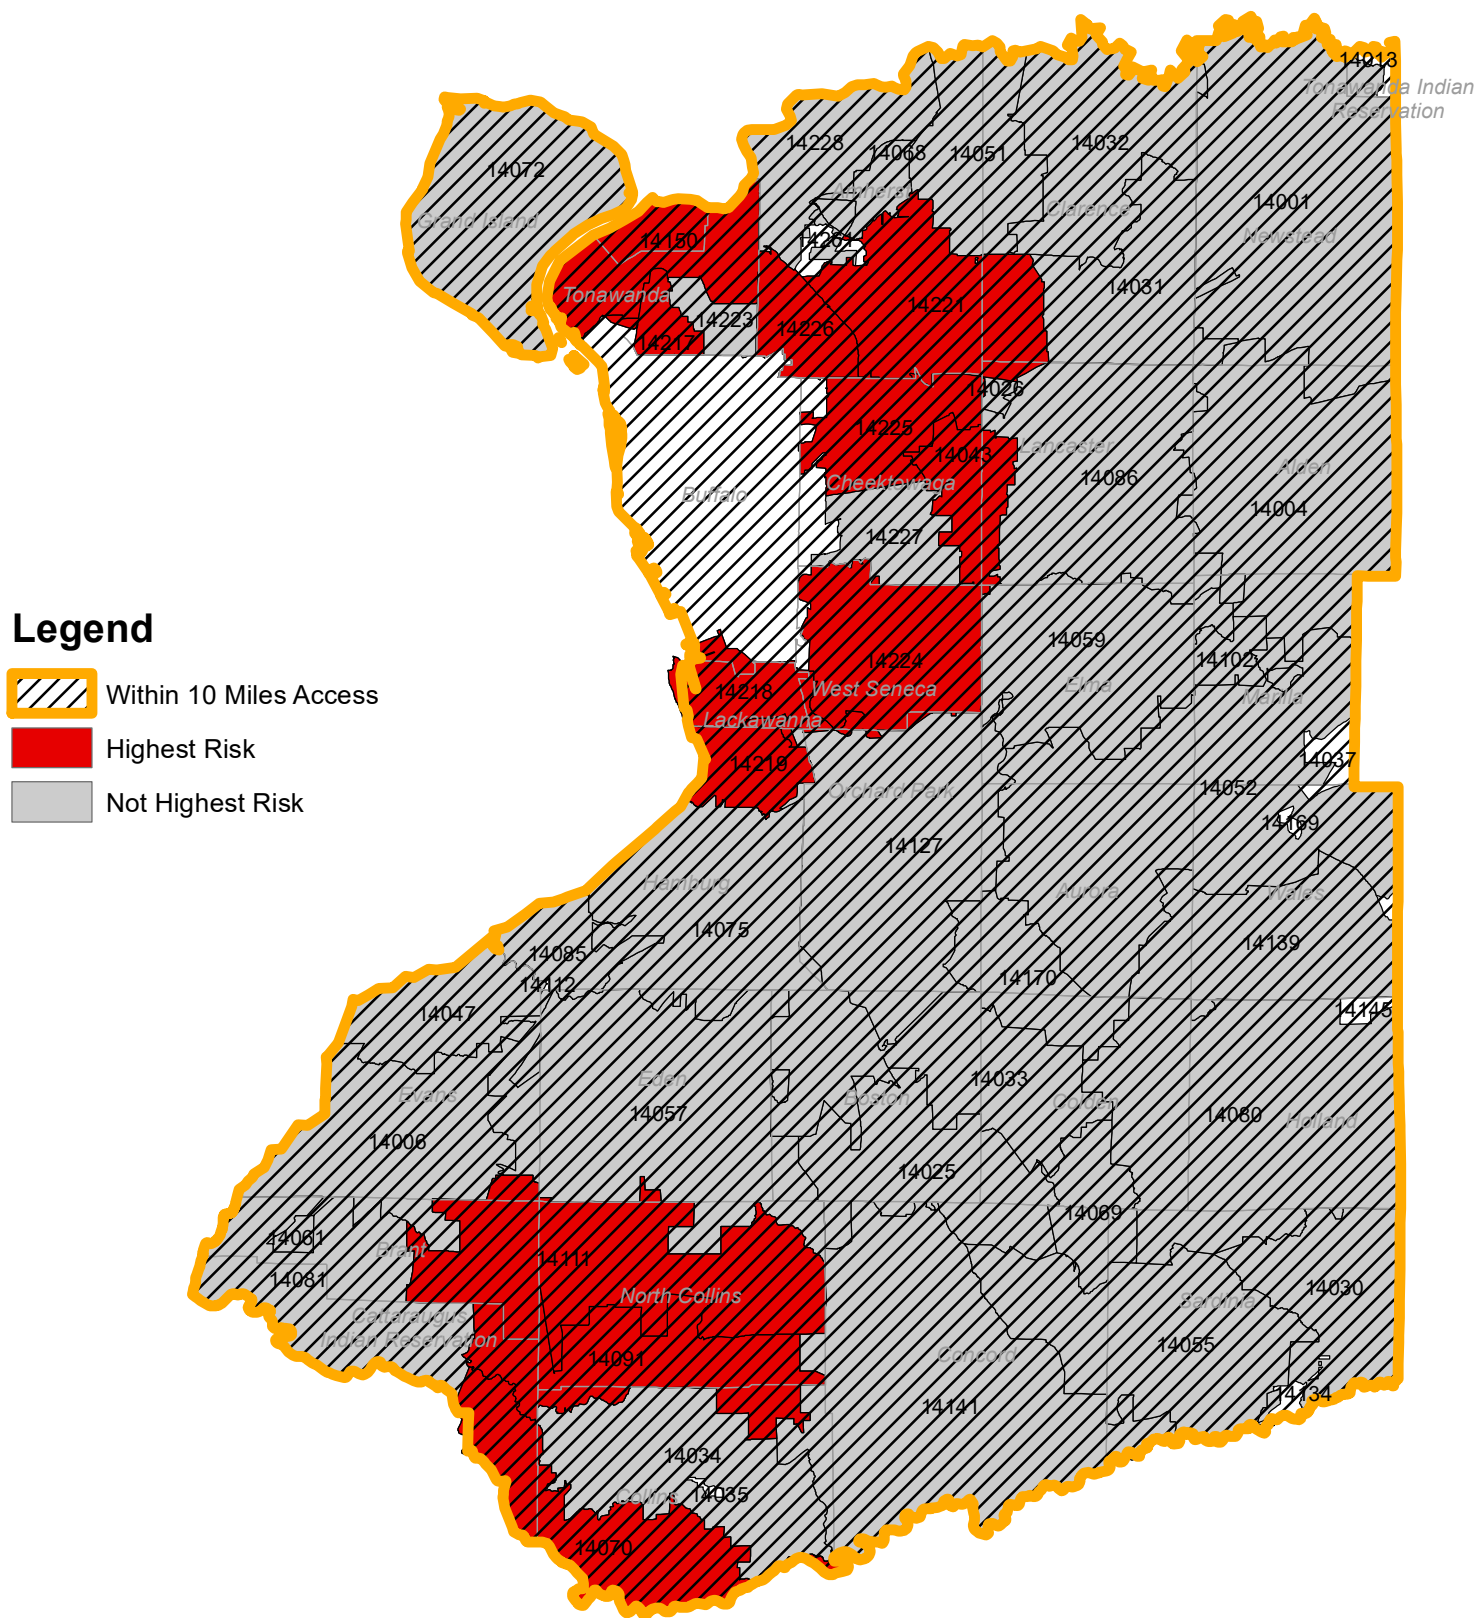 14013
Tonawanda Indian
Reservation
14228
14068
14051
14032
14072
Amherst
Clarence
14001
Grand Island
Newstead
14150
14261
14031
Tonawanda
14221
14223
14226
14217
14026
14225
14043
Lancaster
Alden
14086
Cheektowaga
Buffalo
14004
14227
Legend
14059
14224
14102
West Seneca
Elma
Within 10 Miles Access
14218
Marilla
Lackawanna
Highest Risk
14219
14037
14052
Orchard Park
Not Highest Risk
14169
14127
Hamburg
Aurora
Wales
14075
14139
14085
14170
14112
14047
14145
Eden
14033
Evans
Boston
Colden
14057
14080
Holland
14006
14025
14069
14061
Brant
14111
14081
14030
North Collins
Sardinia
Cattaraugus
Indian Reservation
14055
14091
Concord
14134
14141
14034
Collins
14035
14070